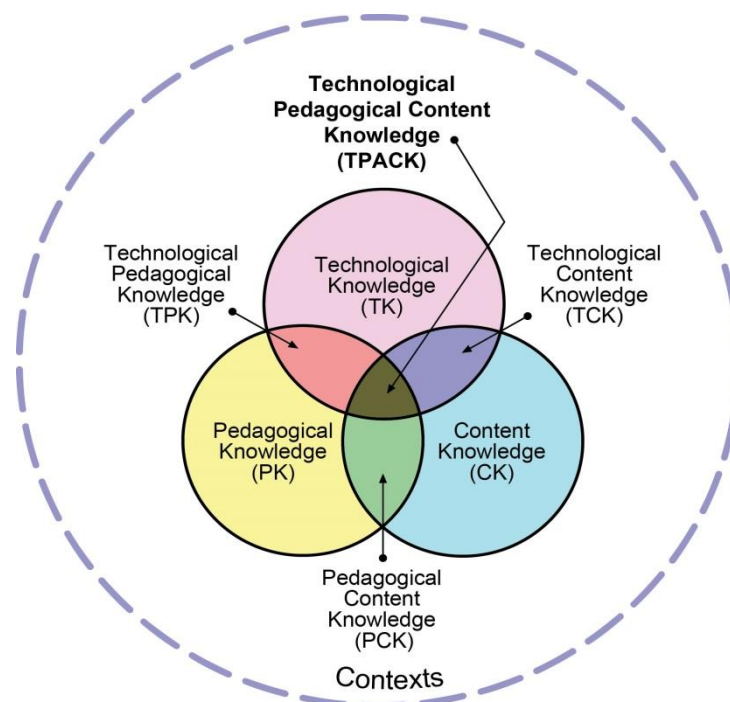 Technological
Pedagogical Content
Knowledge
(TPACK)
Technological
Pedagogical
Knowledge
(TPK)
Technological
Knowledge
(TK)
Technological
Content
Knowledge
(TCK)
Pedagogical
Knowledge
(PK)
Content
Knowledge
(CK)
Pedagogical
Content
Knowledge
(PCK)
Contexts